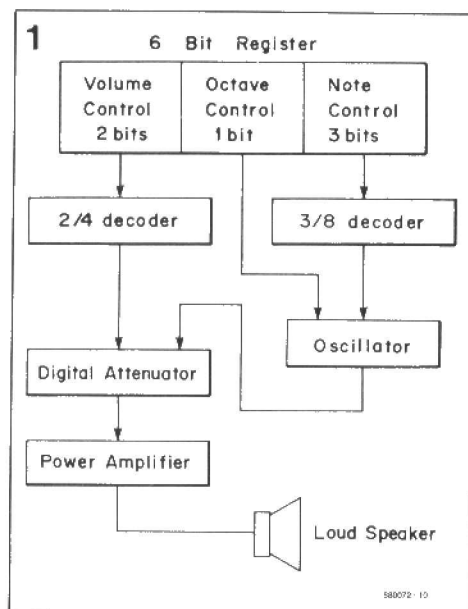 1
6 Bit Register
Volume
Control
2 bits
Octave
Control
1 bit
Note
Control
3 bits
2/4 decoder
3/8 decoder
Oscillator
Digital Attenuator
Power Amplifier
Loud Speaker